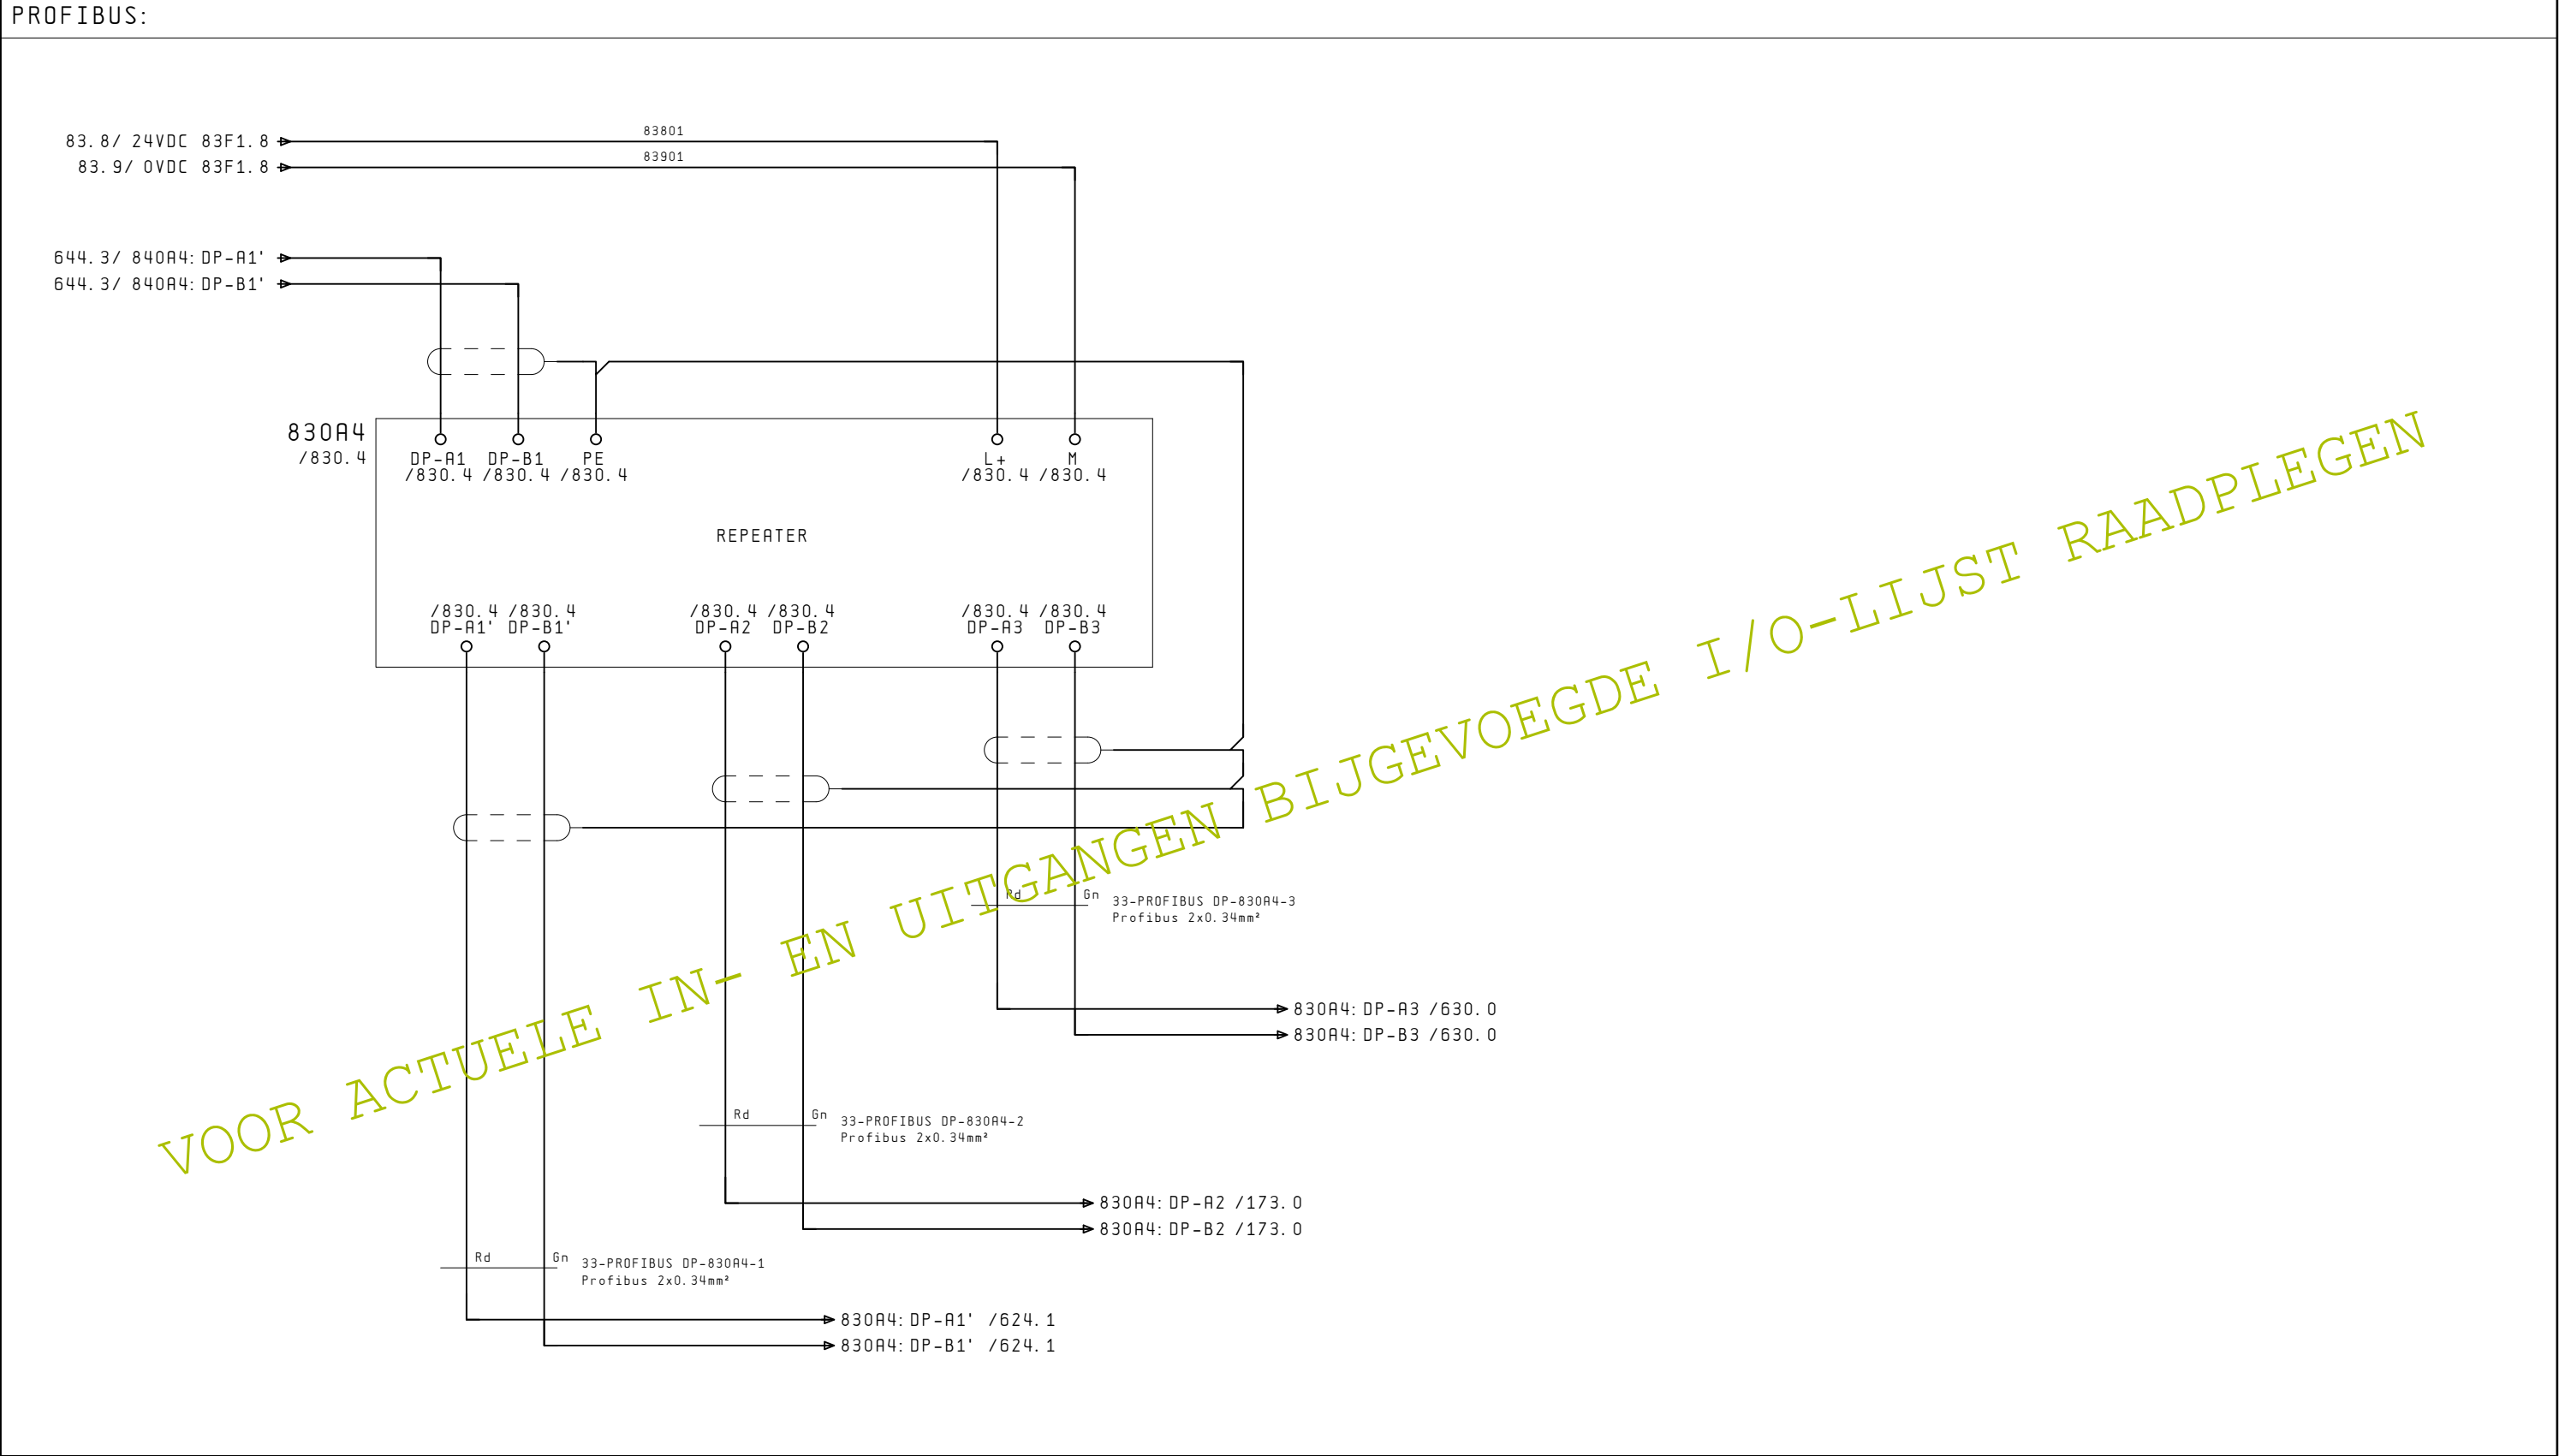 PROFIBUS:
83801
83.8/ 24VDC 83F1.8
83901
83.9/ 0VDC 83F1.8
644.3/ 840A4:DP-A1'
644.3/ 840A4:DP-B1'
830A4
/830.4
DP-A1 DP-B1 PE L+ M
/830.4 /830.4 /830.4 /830.4 /830.4
REPEATER
/830.4 /830.4 /830.4 /830.4 /830.4 /830.4
DP-A1' DP-B1' DP-A2 DP-B2 DP-A3 DP-B3
VOOR ACTUELE IN- EN UITGANGEN BIJGEVOEGDE I/O-LIJST RAADPLEGEN
Rd Gn 33-PROFIBUS DP-830A4-3
Profibus 2x0.34mm²
830A4:DP-A3 /630.0
830A4:DP-B3 /630.0
Rd Gn 33-PROFIBUS DP-830A4-2
Profibus 2x0.34mm²
830A4:DP-A2 /173.0
830A4:DP-B2 /173.0
Rd Gn 33-PROFIBUS DP-830A4-1
Profibus 2x0.34mm²
830A4:DP-A1' /624.1
830A4:DP-B1' /624.1